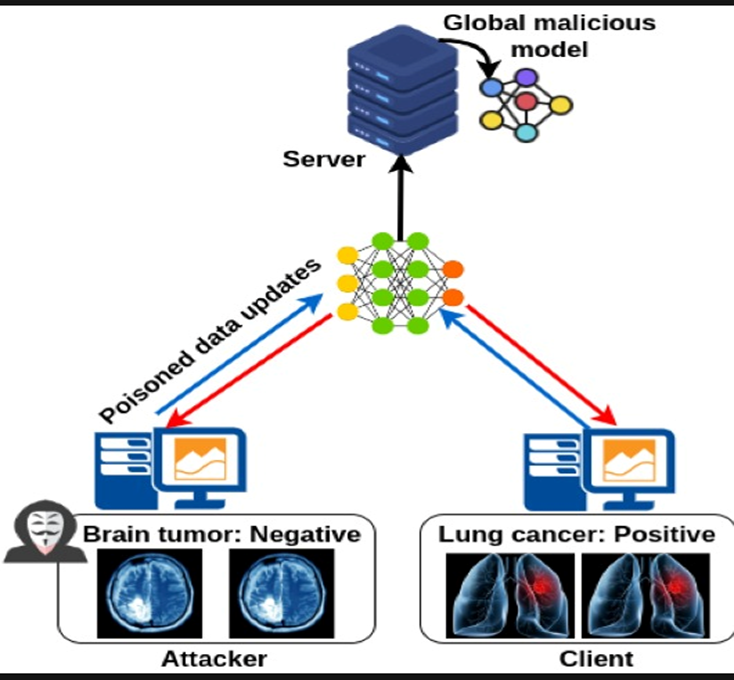 Global malicious
model
Server
Poisoned data updates
Brain tumor: Negative
Lung cancer: Positive
Attacker
Client